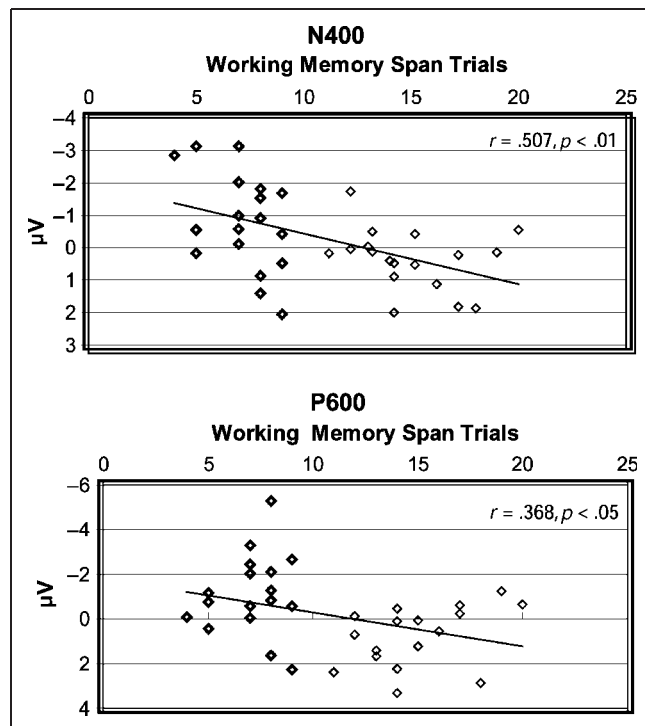 N400
Working Memory Span Trials
0 5 10 15 20 25
–4
r = .507, p < .01
–3
–2
–1
µV
0
1
2
3
P600
Working Memory Span Trials
0 5 10 15 20 25
–6
r = .368, p < .05
–4
–2
µV
0
2
4